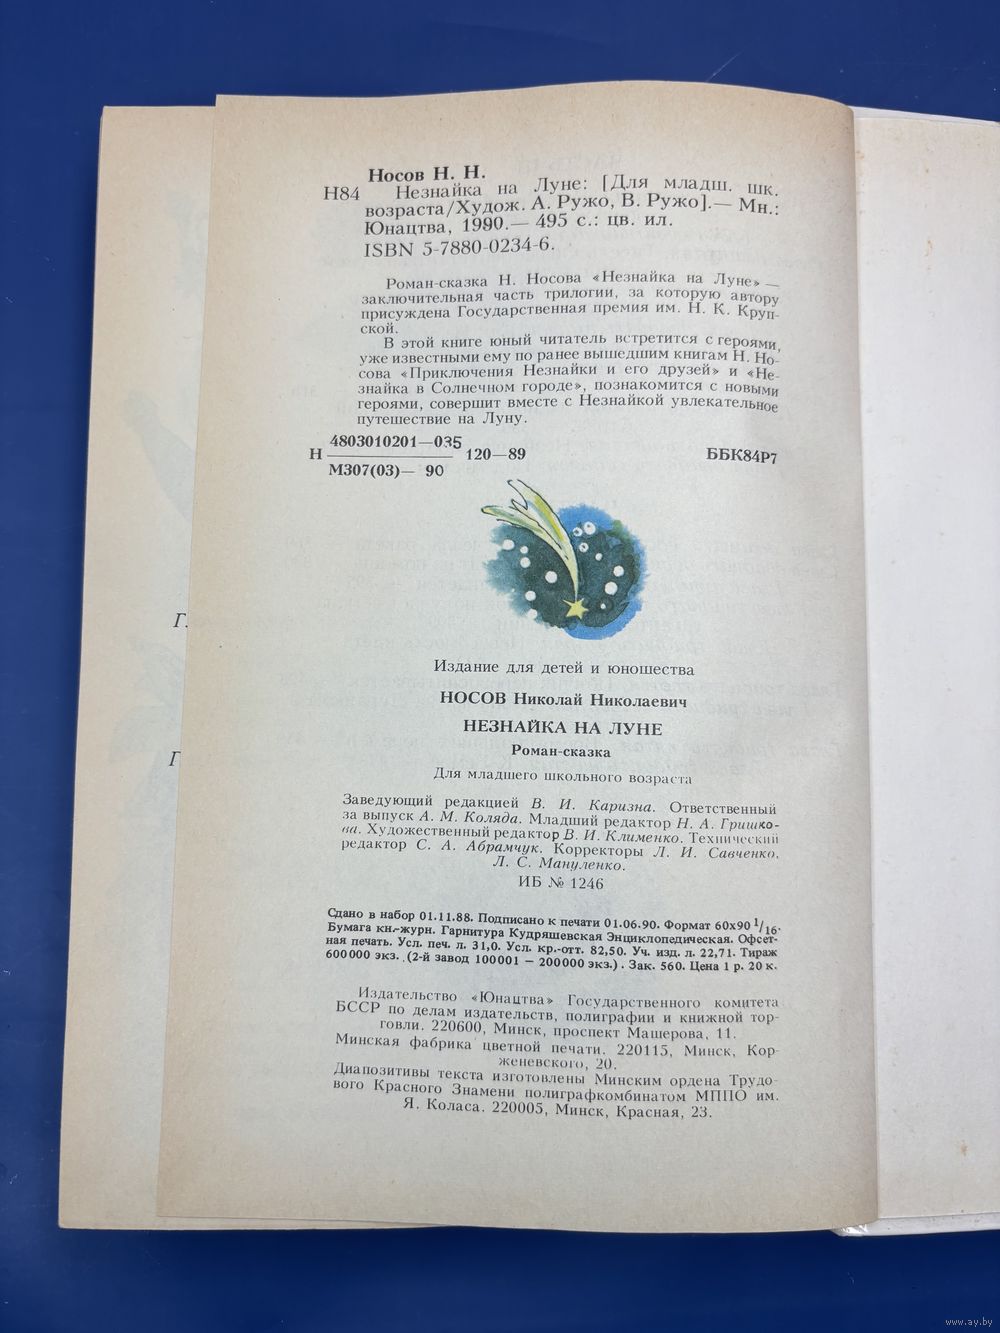 Носов Н. Н.
Н84 Незнайка на Луне: [Для младш. шк.
возраста/Худож. А. Ружо, В. Ружо].— Мн.:
Юнацтва, 1990.— 495 с.: цв. ил.
ISBN 5-7880-0234-6.
Роман-сказка Н. Носова «Незнайка на Луне» —
заключительная часть трилогии, за которую автору
присуждена Государственная премия им. Н. К. Круп-
ской.
В этой книге юный читатель встретится с героями,
уже известными ему по ранее вышедшим книгам Н. Но-
сова «Приключения Незнайки и его друзей» и «Не-
знайка в Солнечном городе», познакомится с новыми
героями, совершит вместе с Незнайкой увлекательное
путешествие на Луну.
4803010201—035
Н 120—89 ББК84Р7
М307(03)— 90
Г.
Г
Издание для детей и юношества
НОСОВ Николай Николаевич
НЕЗНАЙКА НА ЛУНЕ
Роман-сказка
Для младшего школьного возраста
Заведующий редакцией В. И. Каризна. Ответственный
за выпуск А. М. Коляда. Младший редактор Н. А. Гришко-
ва. Художественный редактор В. И. Клименко. Технический
редактор С. А. Абрамчук. Корректоры Л. И. Савченко,
Л. С. Мануленко.
ИБ № 1246
Сдано в набор 01.11.88. Подписано к печати 01.06.90. Формат 60х90 1/16.
Бумага кн.-журн. Гарнитура Кудряшевская Энциклопедическая. Офсет-
ная печать. Усл. печ. л. 31,0. Усл. кр.-отт. 82,50. Уч. изд. л. 22,71. Тираж
600000 экз. (2-й завод 100001 — 200000 экз.). Зак. 560. Цена 1 р. 20 к.
Издательство «Юнацтва» Государственного комитета
БССР по делам издательств, полиграфии и книжной тор-
говли. 220600, Минск, проспект Машерова, 11.
Минская фабрика цветной печати. 220115, Минск, Кор-
женевского, 20.
Диапозитивы текста изготовлены Минским ордена Трудо-
вого Красного Знамени полиграфкомбинатом МППО им.
Я. Коласа. 220005, Минск, Красная, 23.
www.ay.by